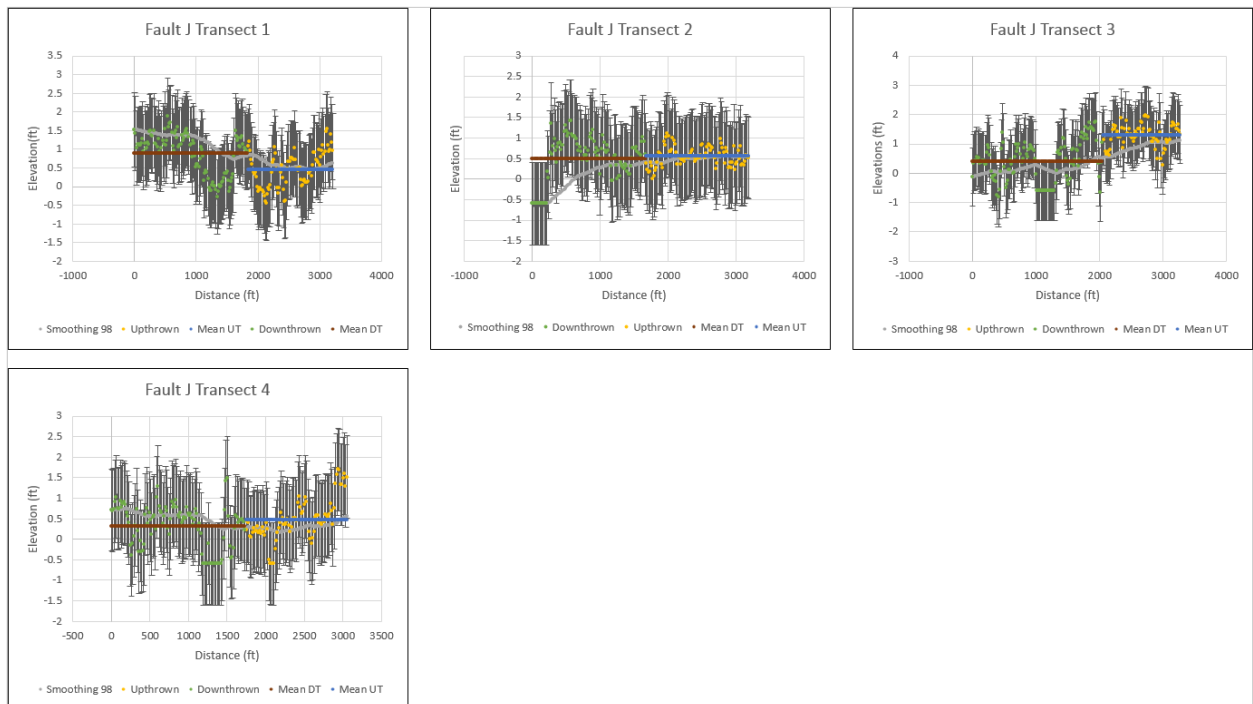 Fault J Transect 1
3.5
3
2.5
2
1.5
1
0.5
0
-0.5
-1
-1.5
-2
Elevation(ft)
-1000 0 1000 2000 3000 4000
Distance (ft)
Smoothing 98 Upthrown Mean UT Downthrown Mean DT
Fault J Transect 2
3
2.5
2
1.5
1
0.5
0
-0.5
-1
-1.5
-2
Elevation (ft)
-1000 0 1000 2000 3000 4000
Distance (ft)
Smoothing 98 Downthrown Upthrown Mean DT Mean UT
Fault J Transect 3
4
3
2
1
0
-1
-2
-3
Elevations (ft)
-1000 0 1000 2000 3000 4000
Distance (ft)
Smoothing 98 Upthrown Downthrown Mean DT Mean UT
Fault J Transect 4
3
2.5
2
1.5
1
0.5
0
-0.5
-1
-1.5
-2
Elevation (ft)
-500 0 500 1000 1500 2000 2500 3000 3500
Distance (ft)
Smoothing 98 Upthrown Downthrown Mean DT Mean UT